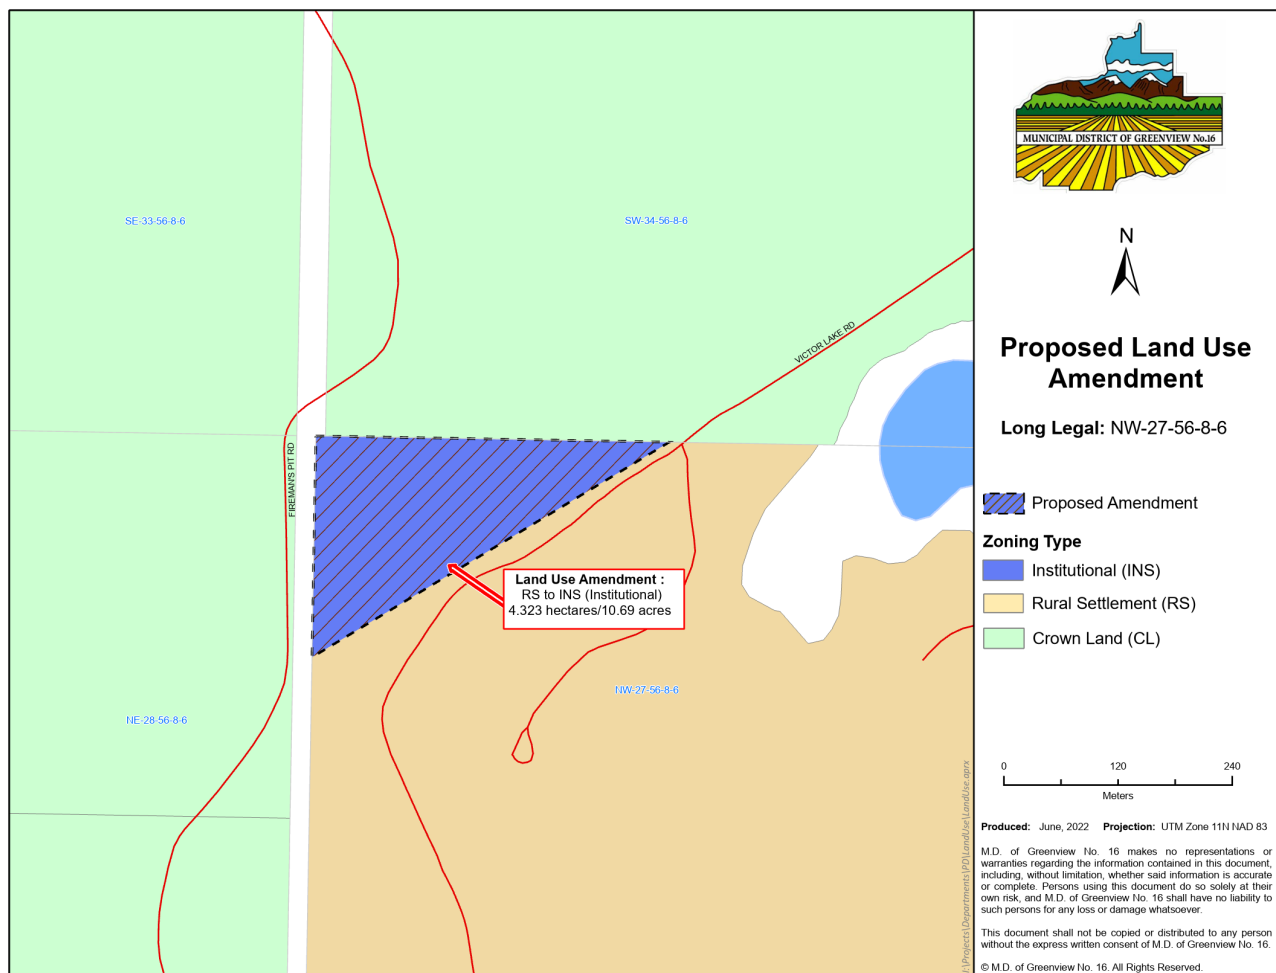 SE-33-56-8-6
SW-34-56-8-6
VICTOR LAKE RD
FIREMAN'S PIT RD
Land Use Amendment :
RS to INS (Institutional)
4.323 hectares/10.69 acres
NW-27-56-8-6
NE-28-56-8-6
I:\Projects\Departments\PD\LandUse\LandUse.aprx
MUNICIPAL DISTRICT OF GREENVIEW No.16
N
Proposed Land Use
Amendment
Long Legal: NW-27-56-8-6
Proposed Amendment
Zoning Type
Institutional (INS)
Rural Settlement (RS)
Crown Land (CL)
0 120 240
Meters
Produced: June, 2022 Projection: UTM Zone 11N NAD 83
M.D. of Greenview No. 16 makes no representations or
warranties regarding the information contained in this document,
including, without limitation, whether said information is accurate
or complete. Persons using this document do so solely at their
own risk, and M.D. of Greenview No. 16 shall have no liability to
such persons for any loss or damage whatsoever.
This document shall not be copied or distributed to any person
without the express written consent of M.D. of Greenview No. 16.
© M.D. of Greenview No. 16. All Rights Reserved.